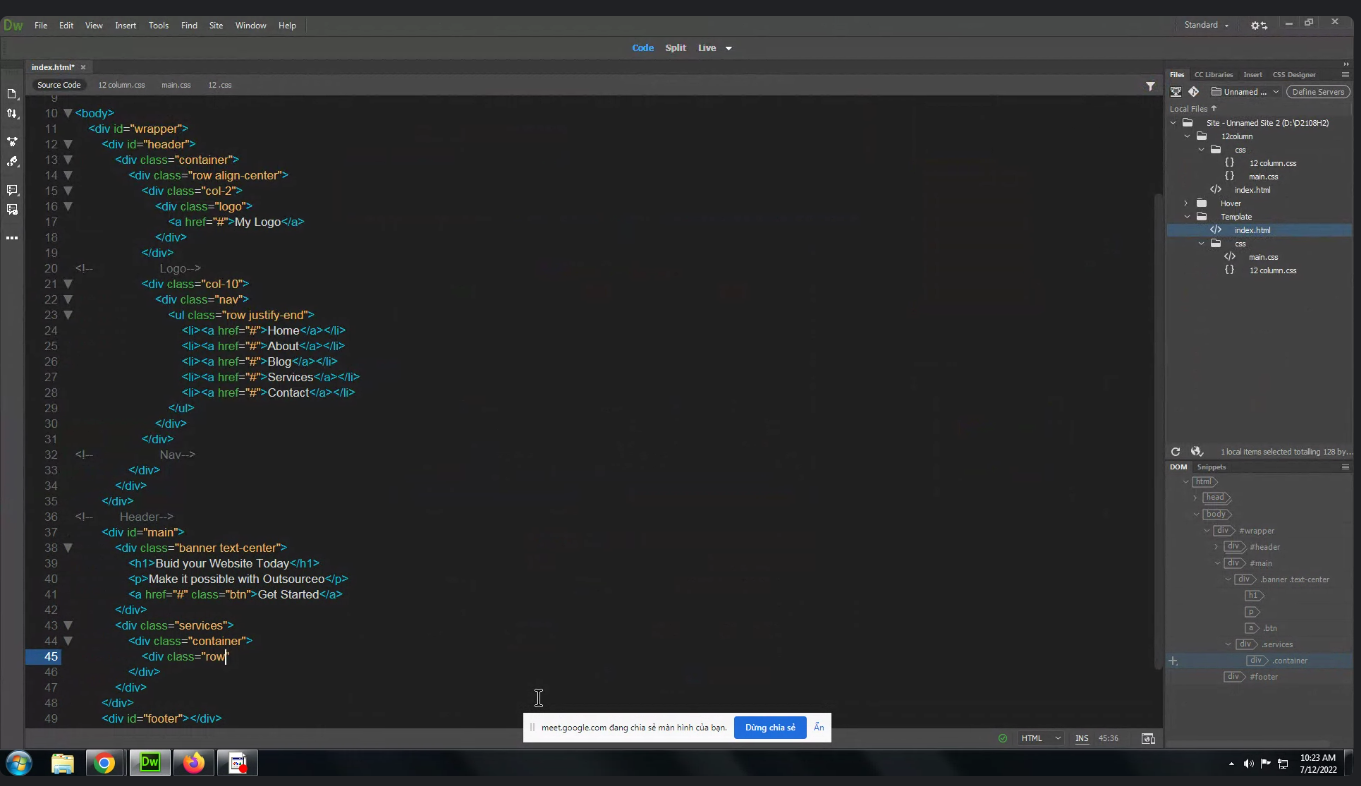 Dw File Edit View Insert Tools Find Site Window Help Standard
Code Split Live
index.html* ×
Source Code 12 column.css main.css 12 .css
9
10 <body>
11 <div id="wrapper">
12 <div id="header">
13 <div class="container">
14 <div class="row align-center">
15 <div class="col-2">
16 <div class="logo">
17 <a href="#">My Logo</a>
18 </div>
19 </div>
20 <!-- Logo-->
21 <div class="col-10">
22 <div class="nav">
23 <ul class="row justify-end">
24 <li><a href="#">Home</a></li>
25 <li><a href="#">About</a></li>
26 <li><a href="#">Blog</a></li>
27 <li><a href="#">Services</a></li>
28 <li><a href="#">Contact</a></li>
29 </ul>
30 </div>
31 </div>
32 <!-- Nav-->
33 </div>
34 </div>
35 </div>
36 <!-- Header-->
37 <div id="main">
38 <div class="banner text-center">
39 <h1>Buid your Website Today</h1>
40 <p>Make it possible with Outsourceo</p>
41 <a href="#" class="btn">Get Started</a>
42 </div>
43 <div class="services">
44 <div class="container">
45 <div class="row"
46 </div>
47 </div>
48 </div>
49 <div id="footer"></div>
Files CC Libraries Insert CSS Designer
Unnamed ... Define Servers
Local Files
Site - Unnamed Site 2 (D:\D2108H2)
12column
css
12 column.css
main.css
index.html
Hover
Template
index.html
css
main.css
12 column.css
1 local items selected totalling 128 by...
DOM Snippets
html
head
body
div #wrapper
div #header
div #main
div .banner .text-center
h1
p
a .btn
div .services
div .container
div #footer
meet.google.com đang chia sẻ màn hình của bạn. Dừng chia sẻ Ẩn
HTML INS 45:36
Dw
10:23 AM
7/12/2022